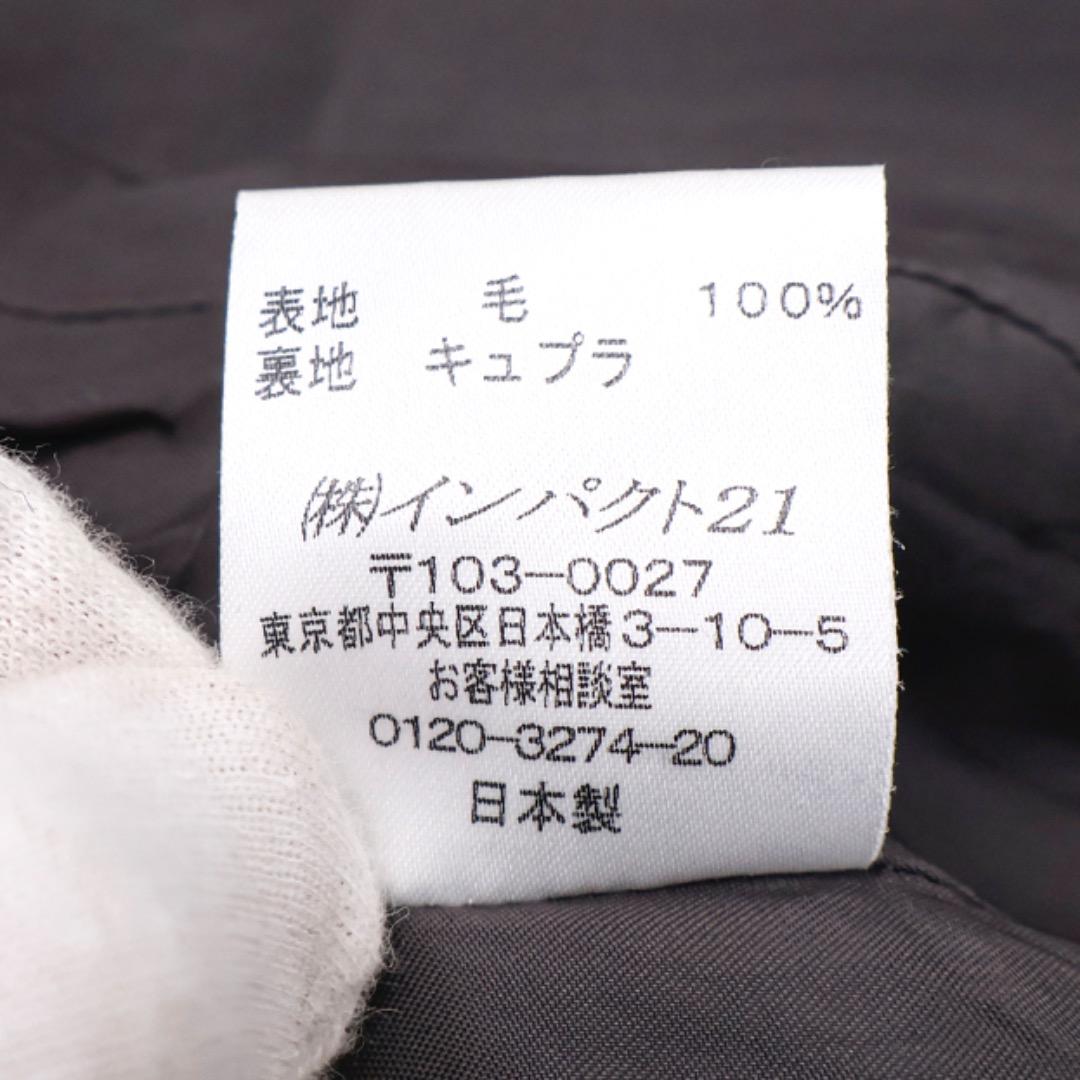 表地 毛 100%
裏地 キュプラ
(株)インパクト21
〒103-0027
東京都中央区日本橋3-10-5
お客様相談室
0120-3274-20
日本製